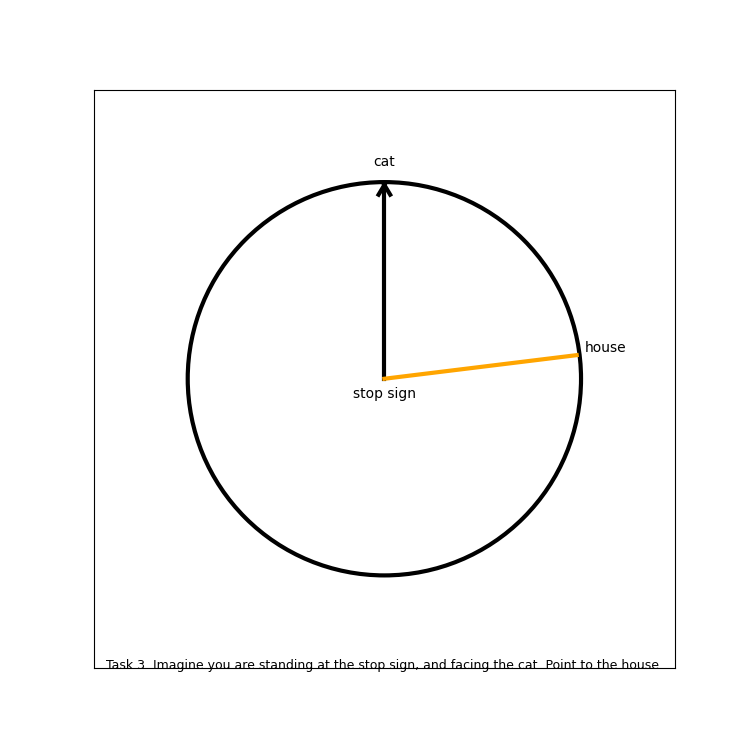 cat
house
stop sign
Task 3. Imagine you are standing at the stop sign, and facing the cat. Point to the house